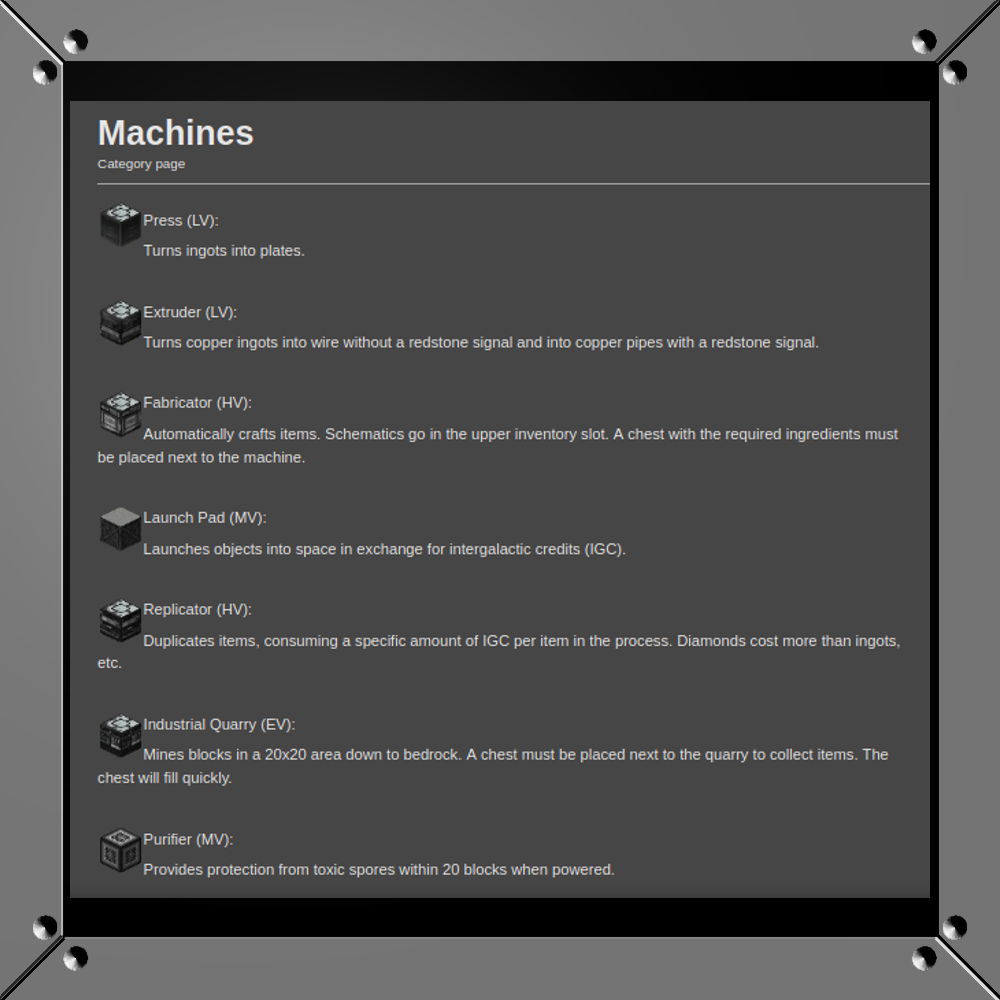 Machines
Category page
Press (LV):
Turns ingots into plates.
Extruder (LV):
Turns copper ingots into wire without a redstone signal and into copper pipes with a redstone signal.
Fabricator (HV):
Automatically crafts items. Schematics go in the upper inventory slot. A chest with the required ingredients must
be placed next to the machine.
Launch Pad (MV):
Launches objects into space in exchange for intergalactic credits (IGC).
Replicator (HV):
Duplicates items, consuming a specific amount of IGC per item in the process. Diamonds cost more than ingots,
etc.
Industrial Quarry (EV):
Mines blocks in a 20x20 area down to bedrock. A chest must be placed next to the quarry to collect items. The
chest will fill quickly.
Purifier (MV):
Provides protection from toxic spores within 20 blocks when powered.